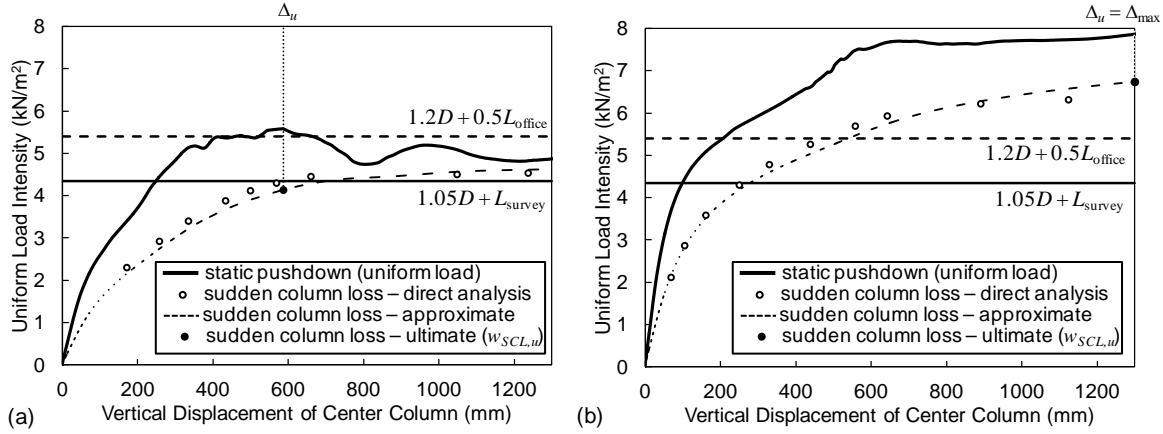 Δu
8
7
6
5
4
3
2
1
0
Uniform Load Intensity (kN/m²)
1.2D + 0.5Loffice
1.05D + Lsurvey
static pushdown (uniform load)
sudden column loss – direct analysis
sudden column loss – approximate
sudden column loss – ultimate (wSCL,u)
0 200 400 600 800 1000 1200
(a)
Vertical Displacement of Center Column (mm)
Δu = Δmax
8
7
6
5
4
3
2
1
0
Uniform Load Intensity (kN/m²)
1.2D + 0.5Loffice
1.05D + Lsurvey
static pushdown (uniform load)
sudden column loss – direct analysis
sudden column loss – approximate
sudden column loss – ultimate (wSCL,u)
0 200 400 600 800 1000 1200
(b)
Vertical Displacement of Center Column (mm)